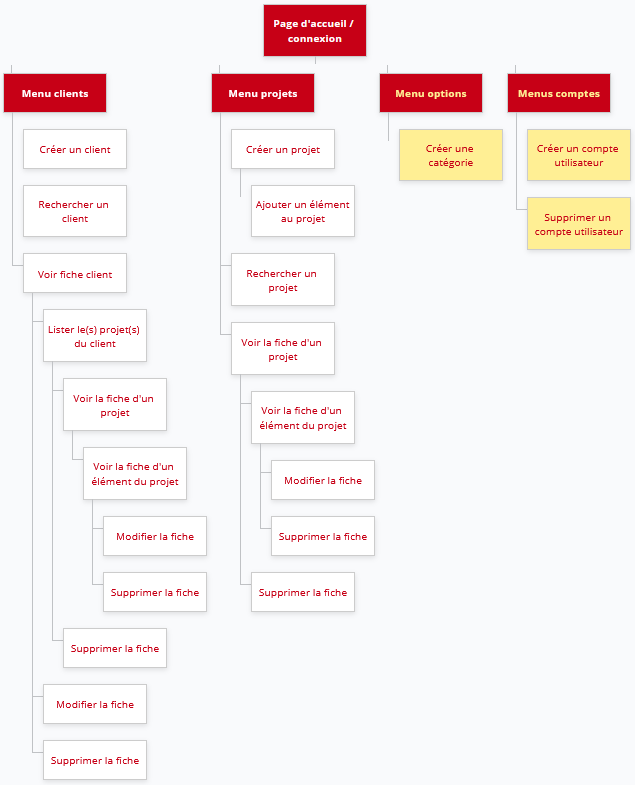 Page d'accueil /
connexion
Menu clients
Créer un client
Rechercher un
client
Voir fiche client
Lister le(s) projet(s)
du client
Voir la fiche d'un
projet
Voir la fiche d'un
élément du projet
Modifier la fiche
Supprimer la fiche
Supprimer la fiche
Modifier la fiche
Supprimer la fiche
Menu projets
Créer un projet
Ajouter un élément
au projet
Rechercher un
projet
Voir la fiche d'un
projet
Voir la fiche d'un
élément du projet
Modifier la fiche
Supprimer la fiche
Supprimer la fiche
Menu options
Créer une
catégorie
Menus comptes
Créer un compte
utilisateur
Supprimer un
compte utilisateur